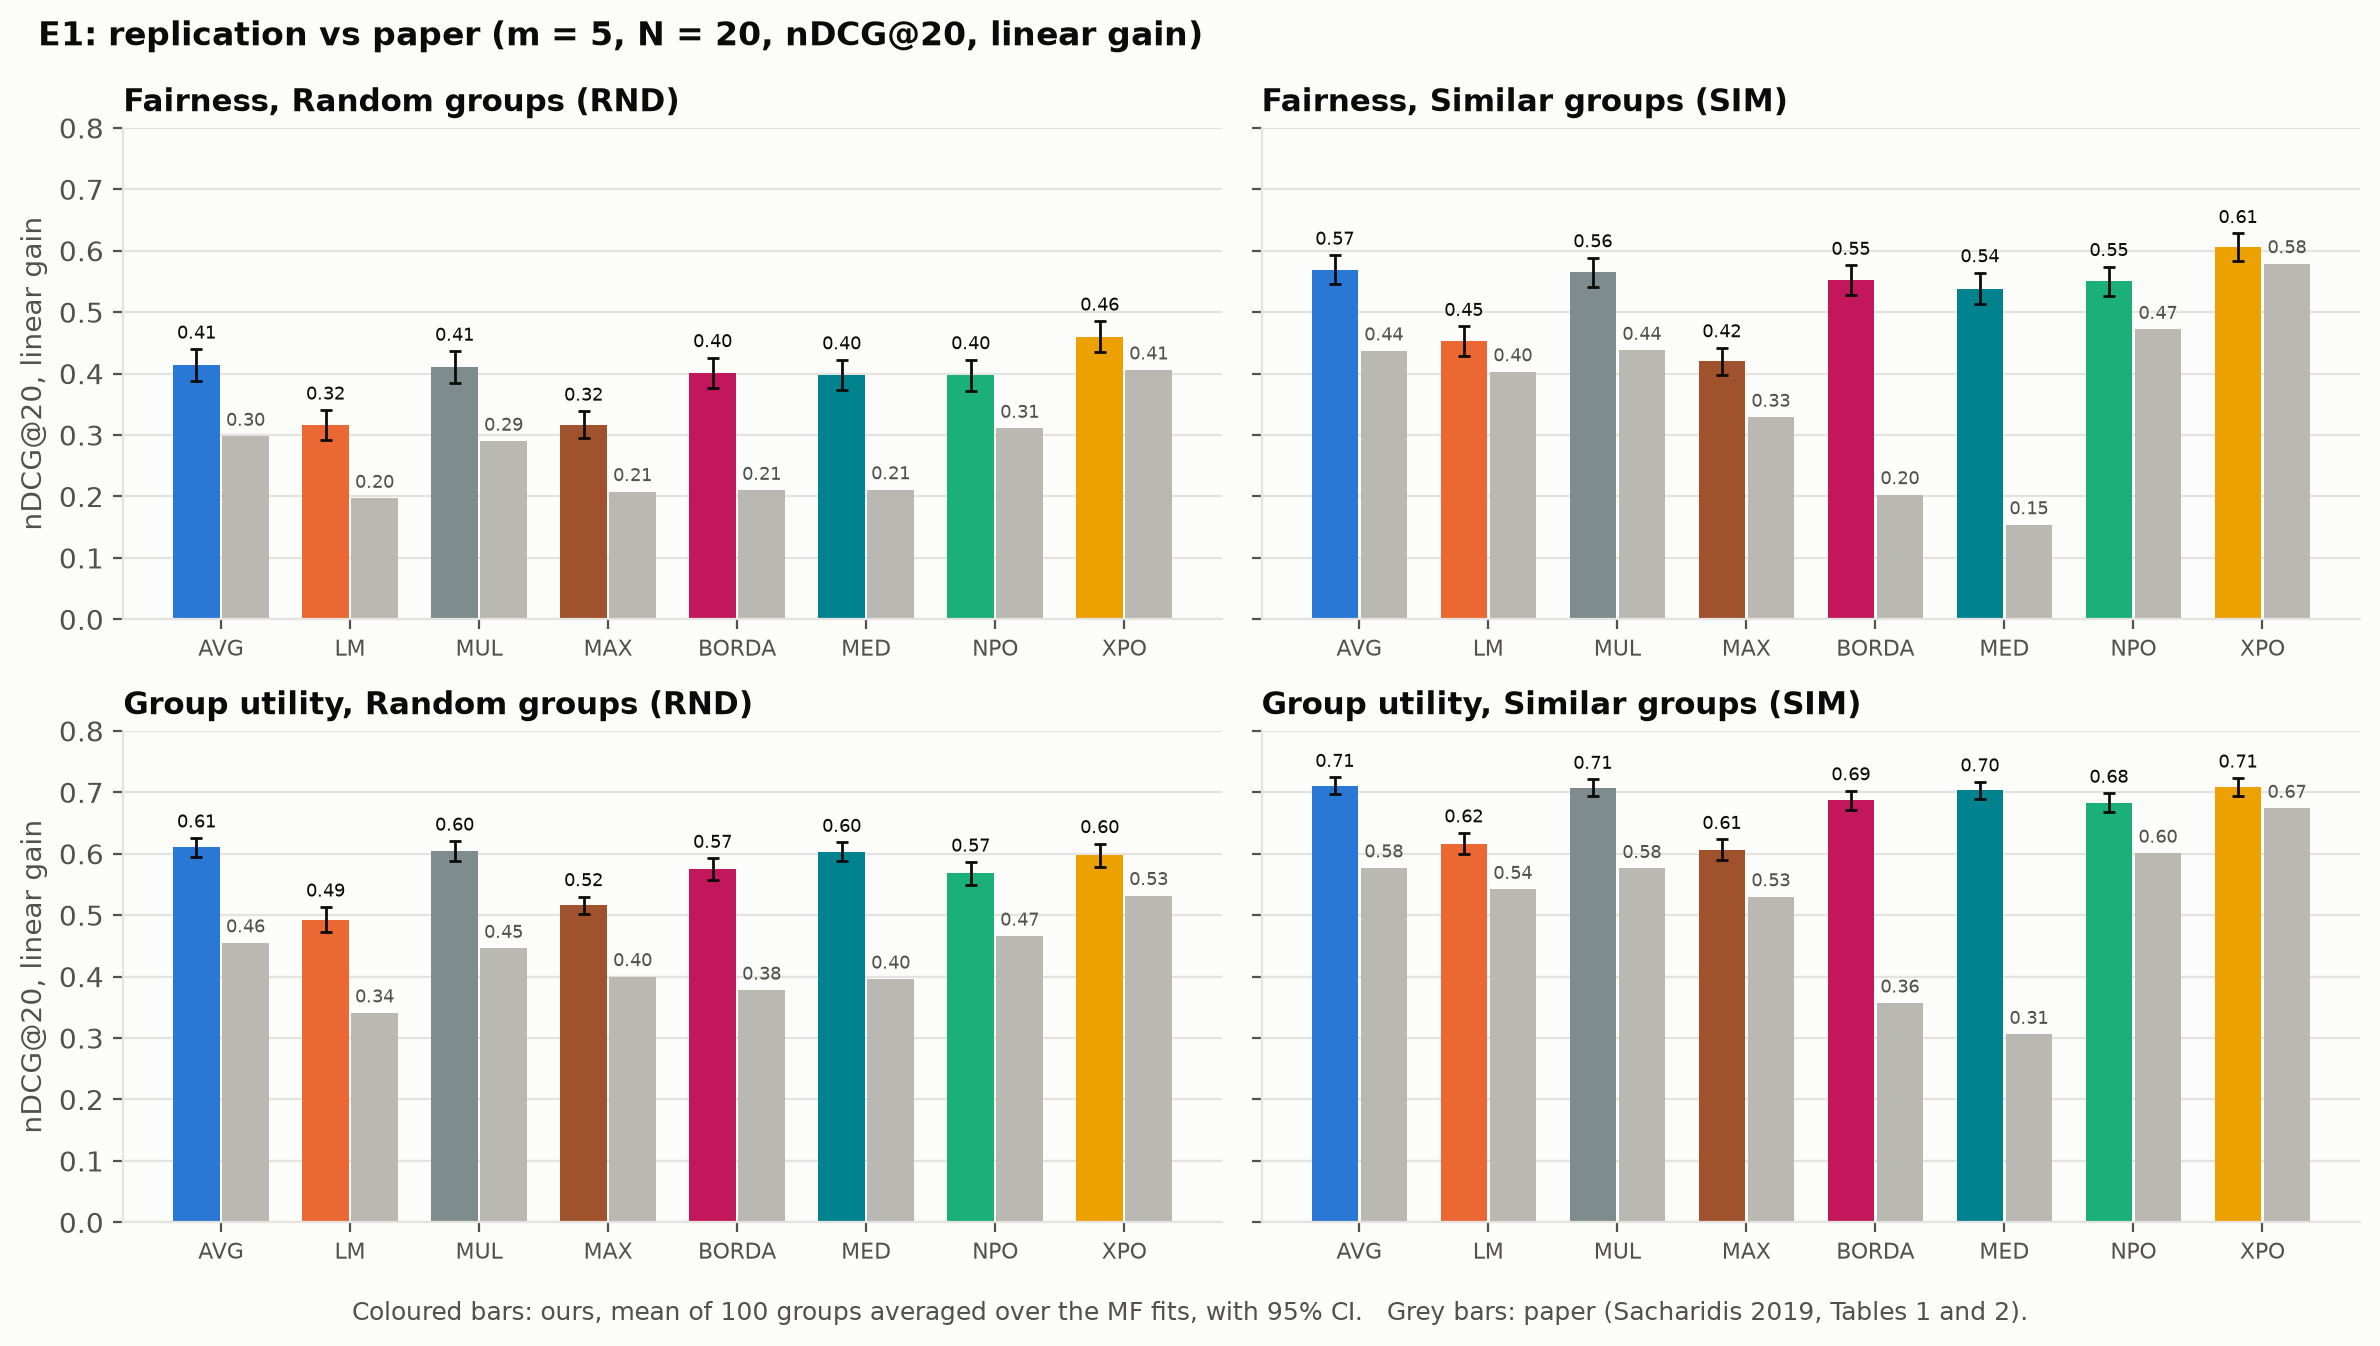 E1: replication vs paper (m = 5, N = 20, nDCG@20, linear gain)
Fairness, Random groups (RND)
nDCG@20, linear gain
0.8
0.7
0.6
0.5
0.4
0.3
0.2
0.1
0.0
0.41 0.30 0.32 0.20 0.41 0.29 0.32 0.21 0.40 0.21 0.40 0.21 0.40 0.31 0.46 0.41
AVG LM MUL MAX BORDA MED NPO XPO
Fairness, Similar groups (SIM)
0.57 0.44 0.45 0.40 0.56 0.44 0.42 0.33 0.55 0.20 0.54 0.15 0.55 0.47 0.61 0.58
AVG LM MUL MAX BORDA MED NPO XPO
Group utility, Random groups (RND)
nDCG@20, linear gain
0.8
0.7
0.6
0.5
0.4
0.3
0.2
0.1
0.0
0.61 0.46 0.49 0.34 0.60 0.45 0.52 0.40 0.57 0.38 0.60 0.40 0.57 0.47 0.60 0.53
AVG LM MUL MAX BORDA MED NPO XPO
Group utility, Similar groups (SIM)
0.71 0.58 0.62 0.54 0.71 0.58 0.61 0.53 0.69 0.36 0.70 0.31 0.68 0.60 0.71 0.67
AVG LM MUL MAX BORDA MED NPO XPO
Coloured bars: ours, mean of 100 groups averaged over the MF fits, with 95% CI. Grey bars: paper (Sacharidis 2019, Tables 1 and 2).